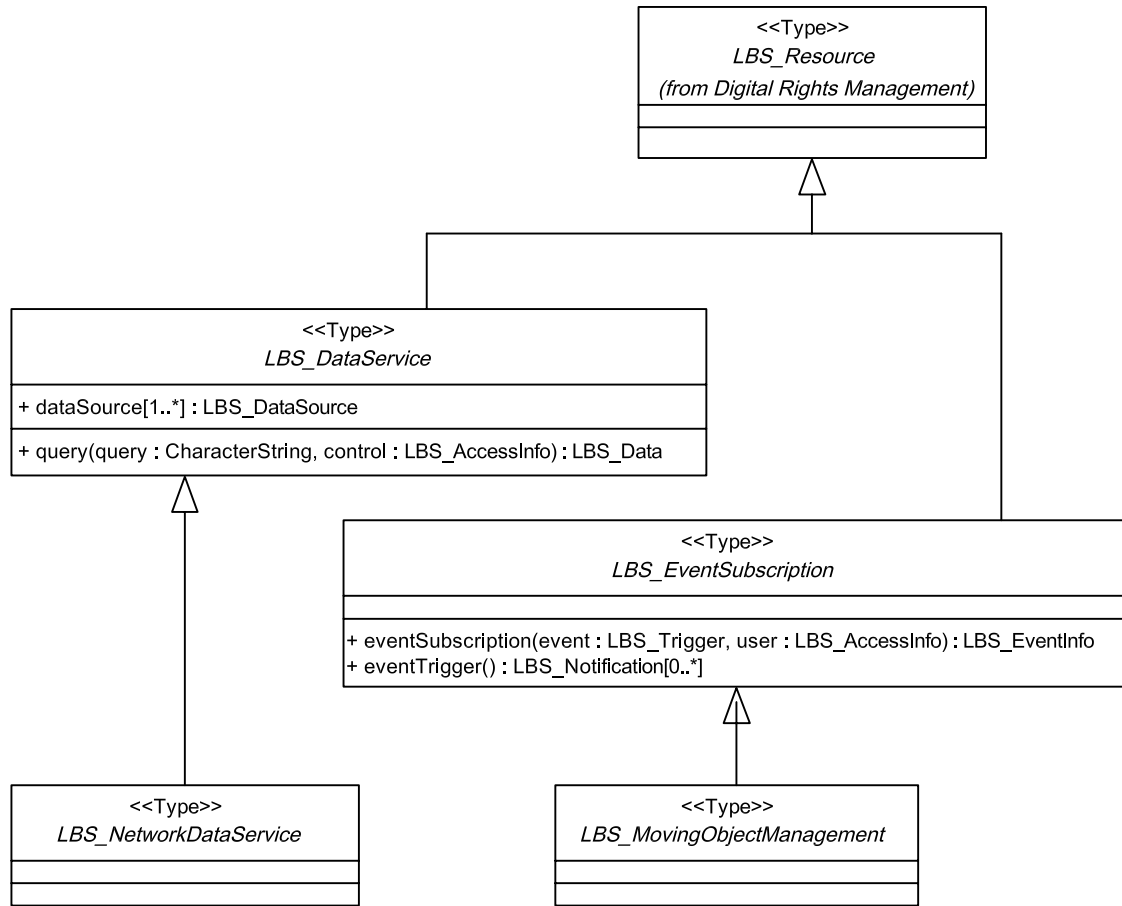 <<Type>>
LBS_Resource
(from Digital Rights Management)
<<Type>>
LBS_DataService
+ dataSource[1..*] : LBS_DataSource
+ query(query : CharacterString, control : LBS_AccessInfo) : LBS_Data
<<Type>>
LBS_EventSubscription
+ eventSubscription(event : LBS_Trigger, user : LBS_AccessInfo) : LBS_EventInfo
+ eventTrigger() : LBS_Notification[0..*]
<<Type>>
LBS_NetworkDataService
<<Type>>
LBS_MovingObjectManagement